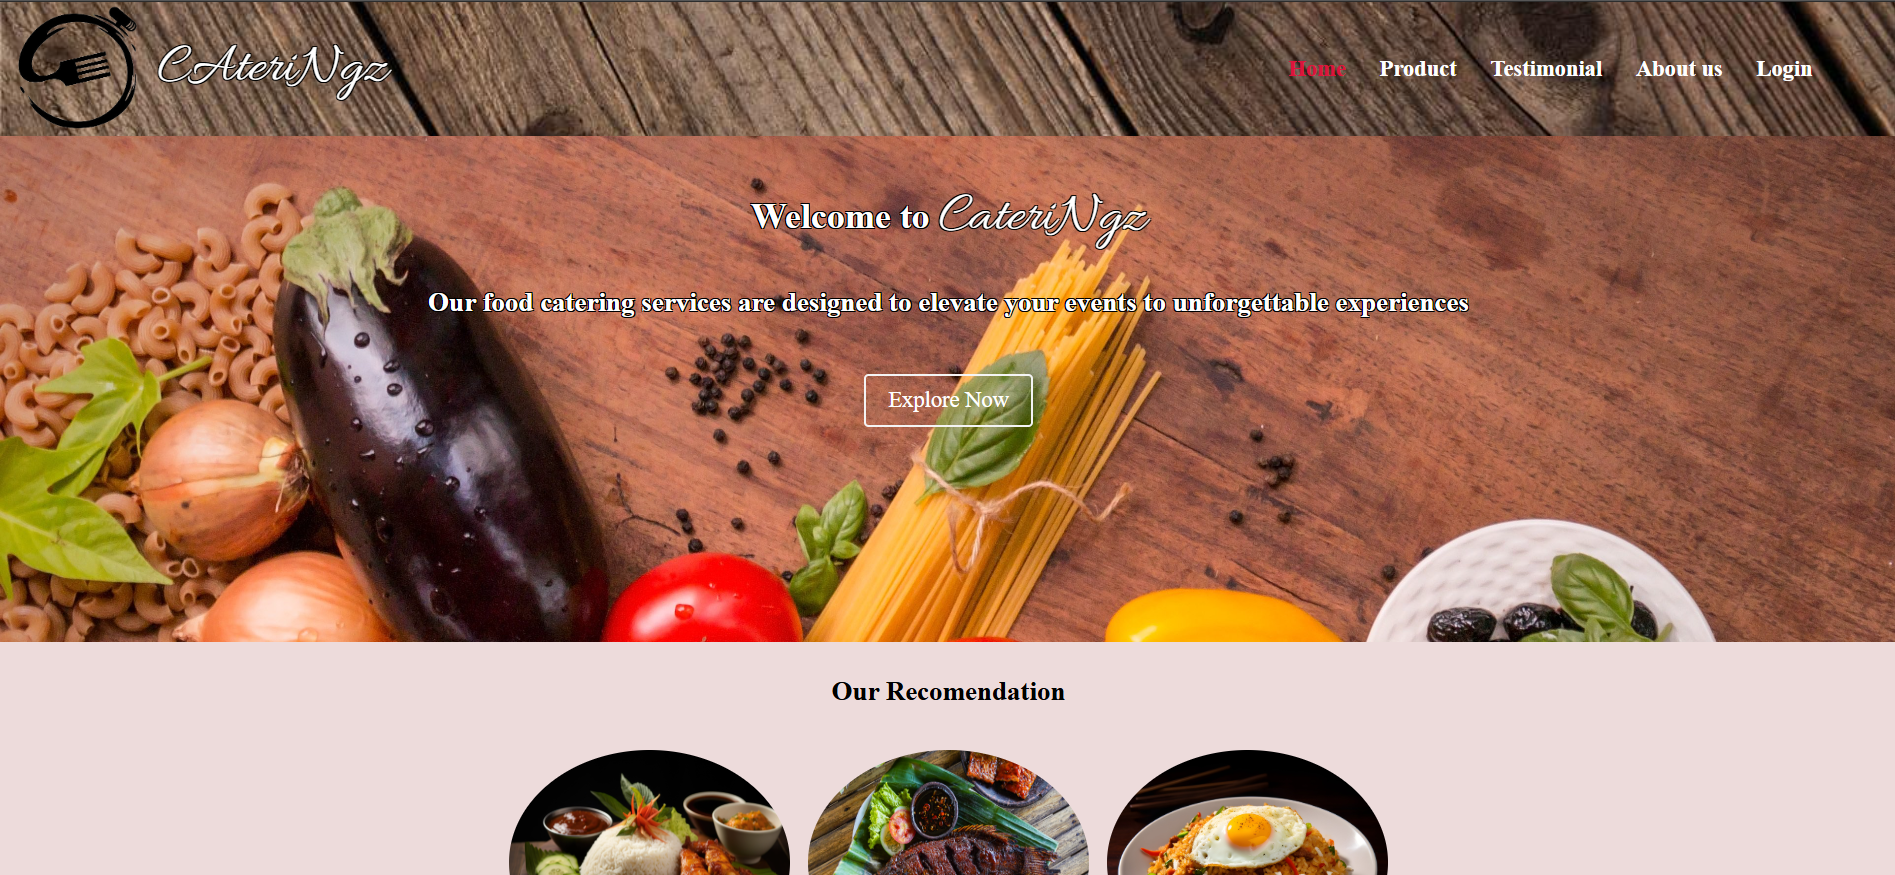 CAteriNgz
Home Product Testimonial About us Login
Welcome to CateriNgz
Our food catering services are designed to elevate your events to unforgettable experiences
Explore Now
Our Recomendation